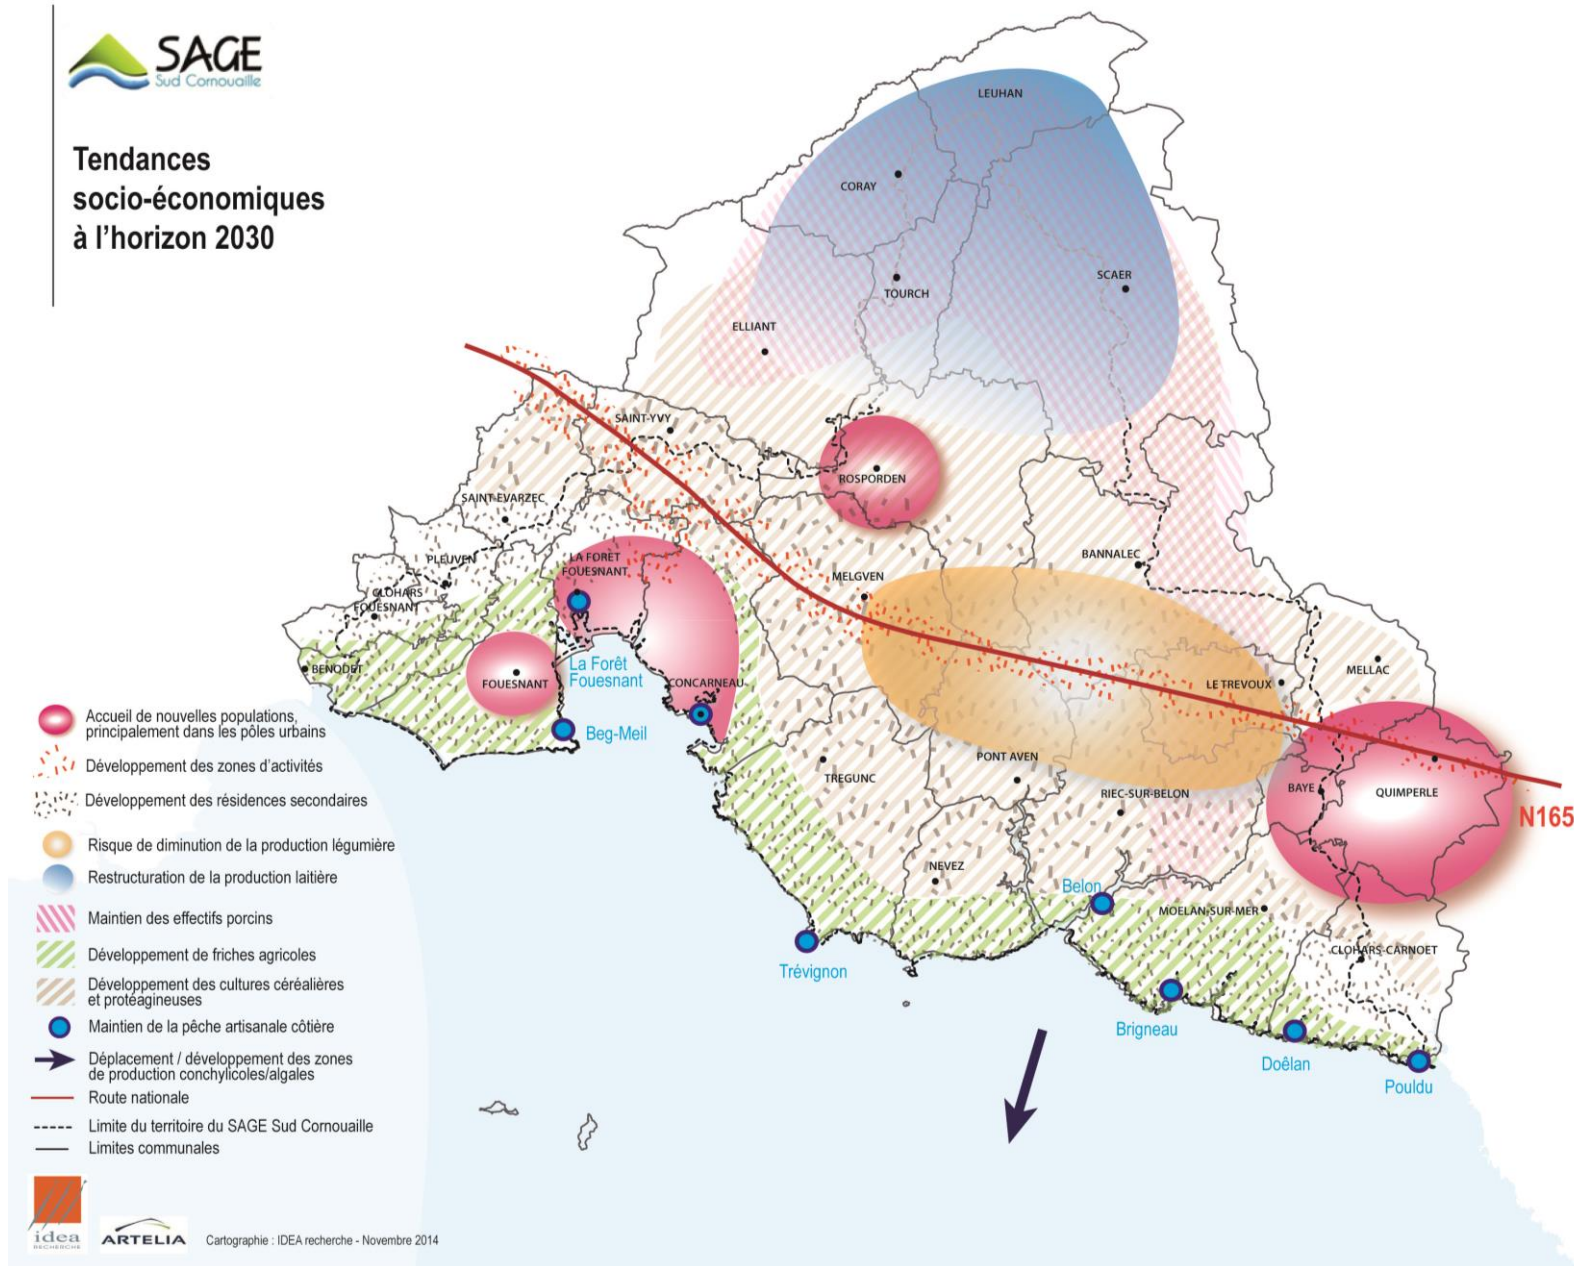 SAGE
Sud Cornouaille
Tendances
socio-économiques
à l'horizon 2030
LEUHAN
CORAY
SCAER
TOURCH
ELLIANT
SAINT-YVY
ROSPORDEN
SAINT-EVARZEC
PLEUVEN
LA FORÊT
FOUESNANT
BANNALEC
MELGVEN
CLOHARS
FOUESNANT
BENODET
La Forêt
Fouesnant
FOUESNANT
CONCARNEAU
LE TREVOUX
MELLAC
Beg-Meil
TREGUNC
PONT AVEN
RIEC-SUR-BELON
BAYE
QUIMPERLE
N165
NEVEZ
Belon
MOELAN-SUR-MER
CLOHARS-CARNOET
Trévignon
Brigneau
Doêlan
Pouldu
Accueil de nouvelles populations,
principalement dans les pôles urbains
Développement des zones d'activités
Développement des résidences secondaires
Risque de diminution de la production légumière
Restructuration de la production laitière
Maintien des effectifs porcins
Développement de friches agricoles
Développement des cultures céréalières
et protéagineuses
Maintien de la pêche artisanale côtière
Déplacement / développement des zones
de production conchylicoles/algales
Route nationale
Limite du territoire du SAGE Sud Cornouaille
Limites communales
idea
RECHERCHE
ARTELIA
Cartographie : IDEA recherche - Novembre 2014